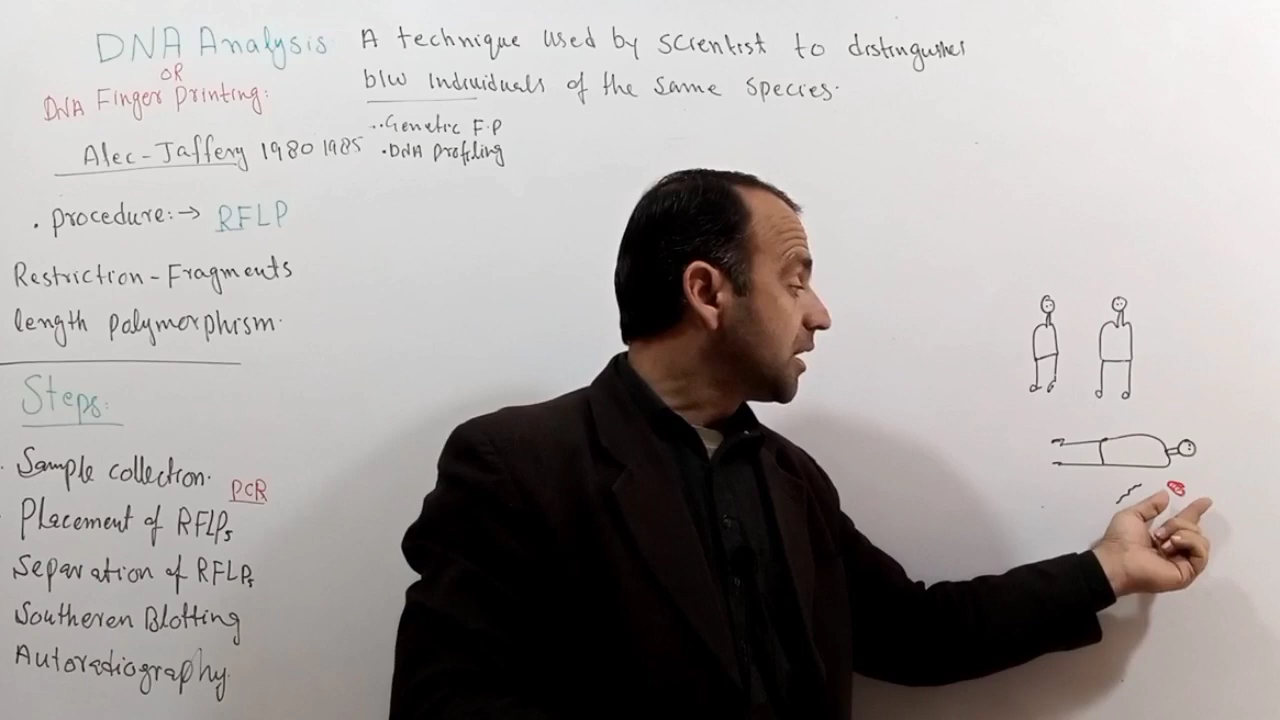 DNA Analysis
OR
DNA Finger Printing:
A technique used by scientist to distinguishes
b/w individuals of the same species.
Genetic F.P
DNA profiling
Alec-Jaffery 1980 1985
procedure:→ RFLP
Restriction-Fragments
length polymorphism.
Steps:
Sample collection.
PCR
Placement of RFLPs
Separation of RFLPs
Southeren Blotting
Autoradiography